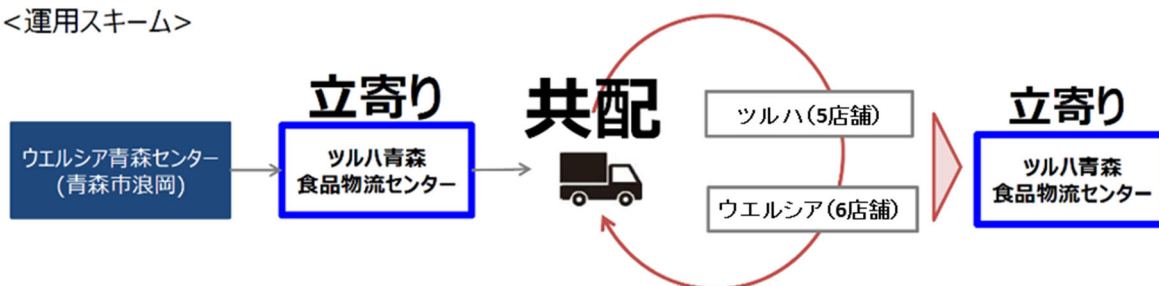 <運用スキーム>
ウエルシア青森センター
(青森市浪岡)
立寄り
ツルハ青森
食品物流センター
共配
ツルハ(5店舗)
ウエルシア(6店舗)
立寄り
ツルハ青森
食品物流センター